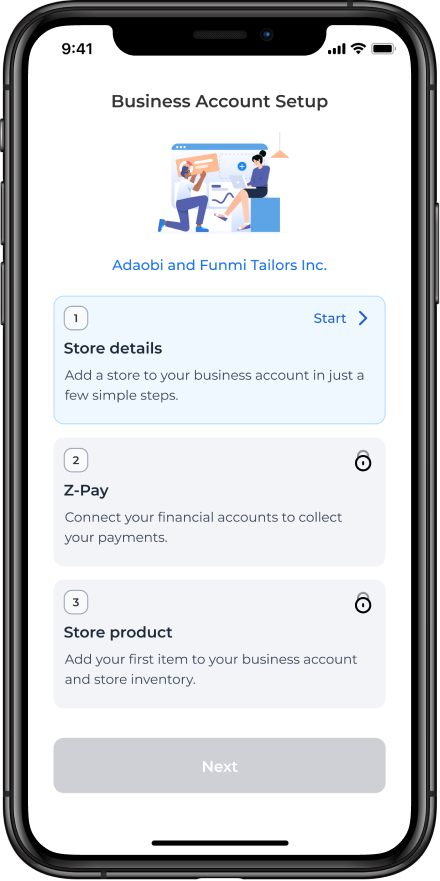 9:41
Business Account Setup
Adaobi and Funmi Tailors Inc.
1
Start
Store details
Add a store to your business account in just a
few simple steps.
2
Z-Pay
Connect your financial accounts to collect
your payments.
3
Store product
Add your first item to your business account
and store inventory.
Next